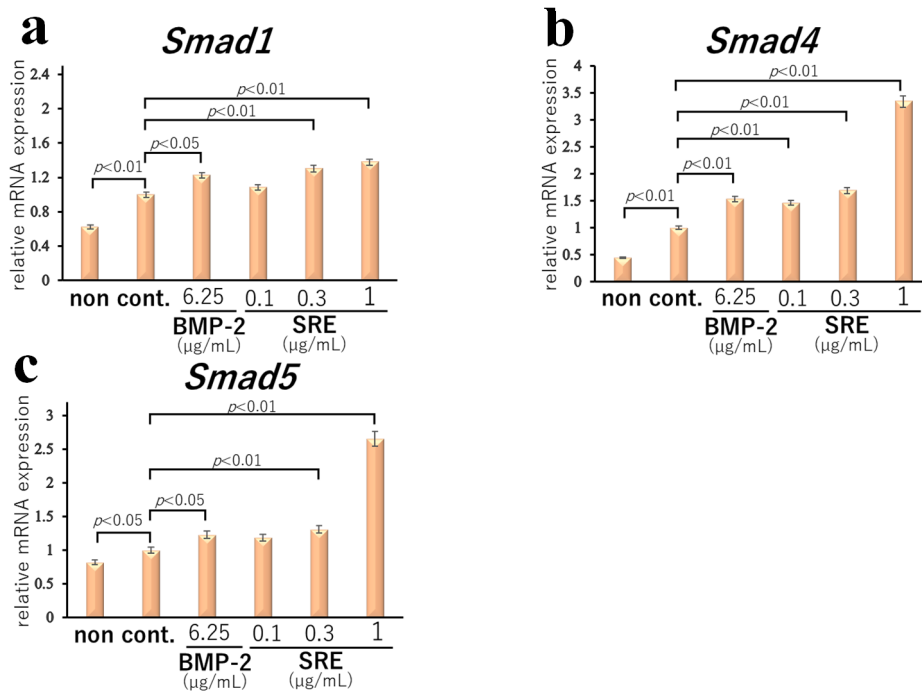 a
Smad1
relative mRNA expression
2.4
2
1.6
1.2
0.8
0.4
0
p<0.01
p<0.01
p<0.05
p<0.01
non cont. 6.25 0.1 0.3 1
BMP-2 SRE
(μg/mL) (μg/mL)
b
Smad4
relative mRNA expression
4
3.5
3
2.5
2
1.5
1
0.5
0
p<0.01
p<0.01
p<0.01
p<0.01
p<0.01
non cont. 6.25 0.1 0.3 1
BMP-2 SRE
(μg/mL) (μg/mL)
c
Smad5
relative mRNA expression
3
2.5
2
1.5
1
0.5
0
p<0.01
p<0.01
p<0.05
p<0.05
non cont. 6.25 0.1 0.3 1
BMP-2 SRE
(μg/mL) (μg/mL)